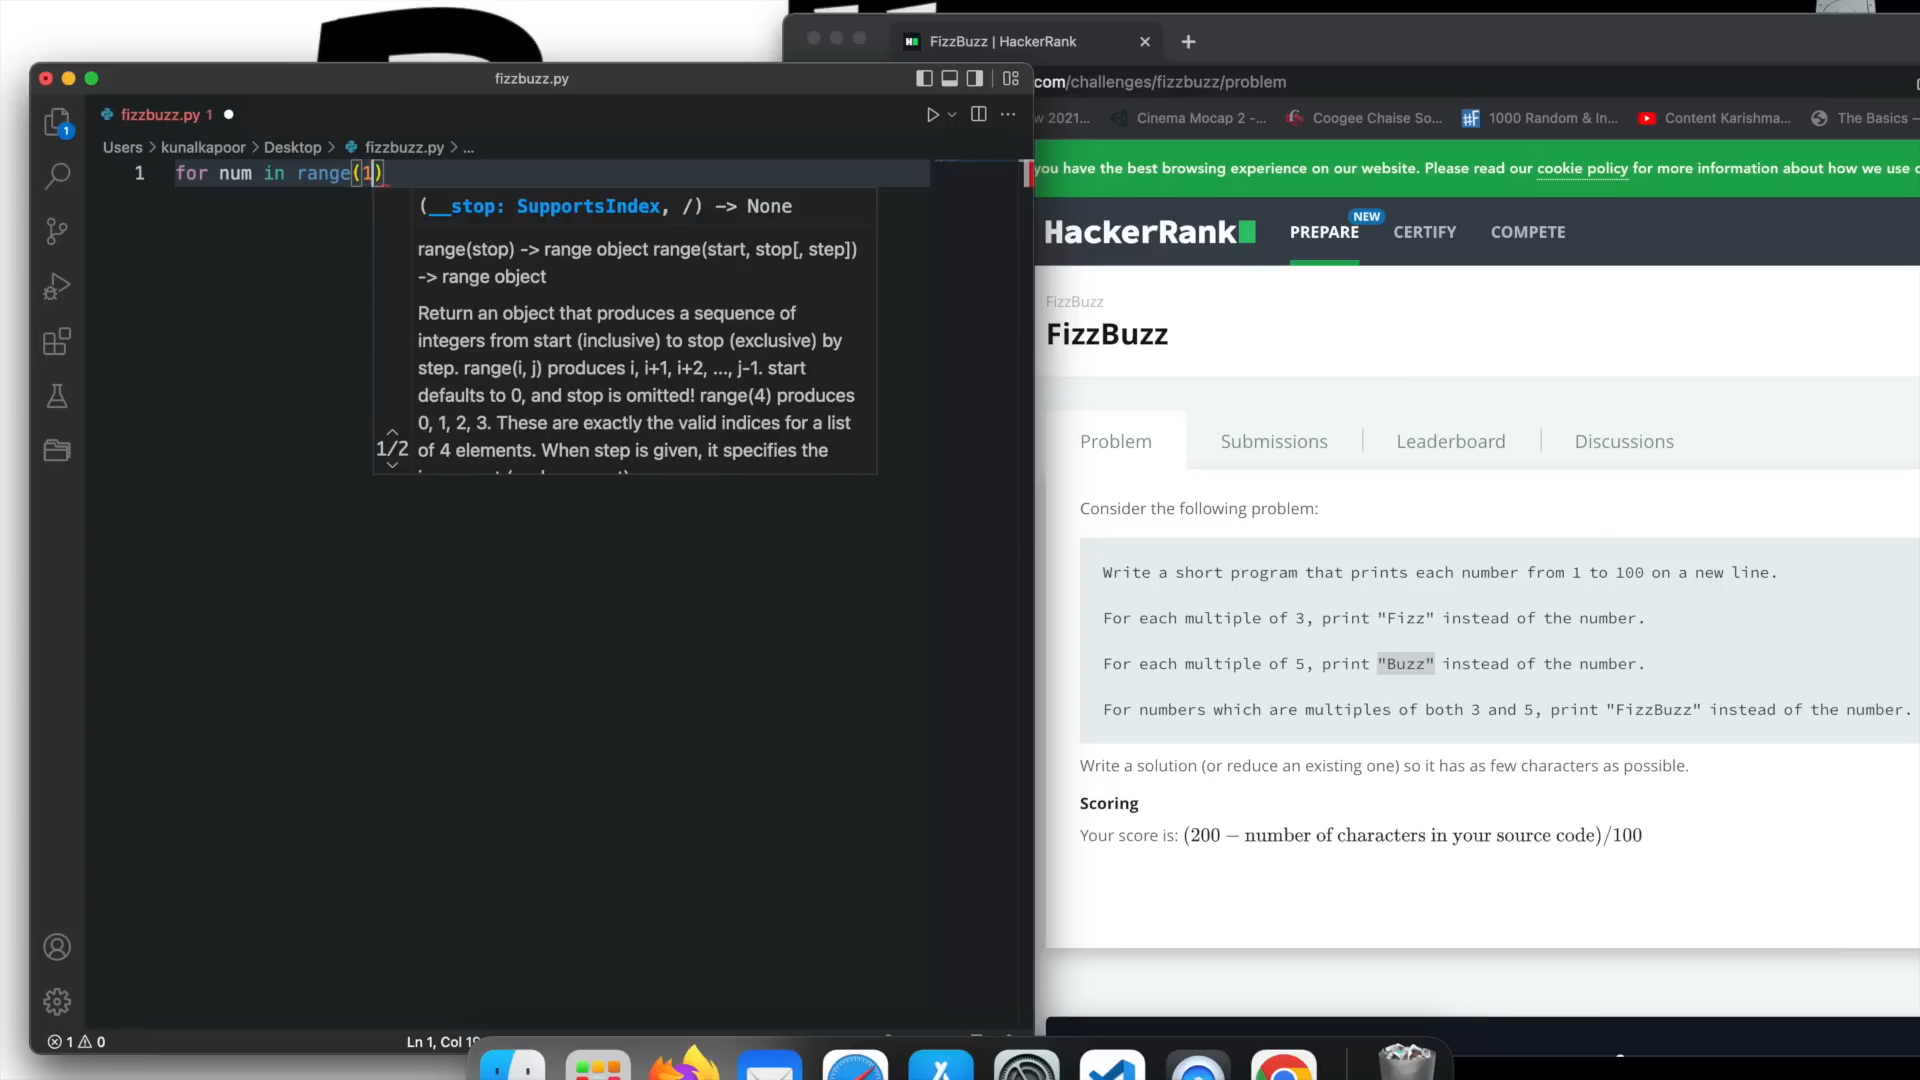 fizzbuzz.py
fizzbuzz.py 1
Users > kunalkapoor > Desktop > fizzbuzz.py > ...
1 for num in range(1)
(__stop: SupportsIndex, /) -> None
range(stop) -> range object range(start, stop[, step])
-> range object
Return an object that produces a sequence of
integers from start (inclusive) to stop (exclusive) by
step. range(i, j) produces i, i+1, i+2, ..., j-1. start
defaults to 0, and stop is omitted! range(4) produces
0, 1, 2, 3. These are exactly the valid indices for a list
1/2
of 4 elements. When step is given, it specifies the
1
1 0
Ln 1, Col
FizzBuzz | HackerRank
com/challenges/fizzbuzz/problem
w 2021... Cinema Mocap 2 -... Coogee Chaise So... 1000 Random & In... Content Karishma... The Basics
you have the best browsing experience on our website. Please read our cookie policy for more information about how we use
HackerRank
PREPARE NEW CERTIFY COMPETE
FizzBuzz
FizzBuzz
Problem Submissions Leaderboard Discussions
Consider the following problem:
Write a short program that prints each number from 1 to 100 on a new line.
For each multiple of 3, print "Fizz" instead of the number.
For each multiple of 5, print "Buzz" instead of the number.
For numbers which are multiples of both 3 and 5, print "FizzBuzz" instead of the number.
Write a solution (or reduce an existing one) so it has as few characters as possible.
Scoring
Your score is: (200 − number of characters in your source code)/100